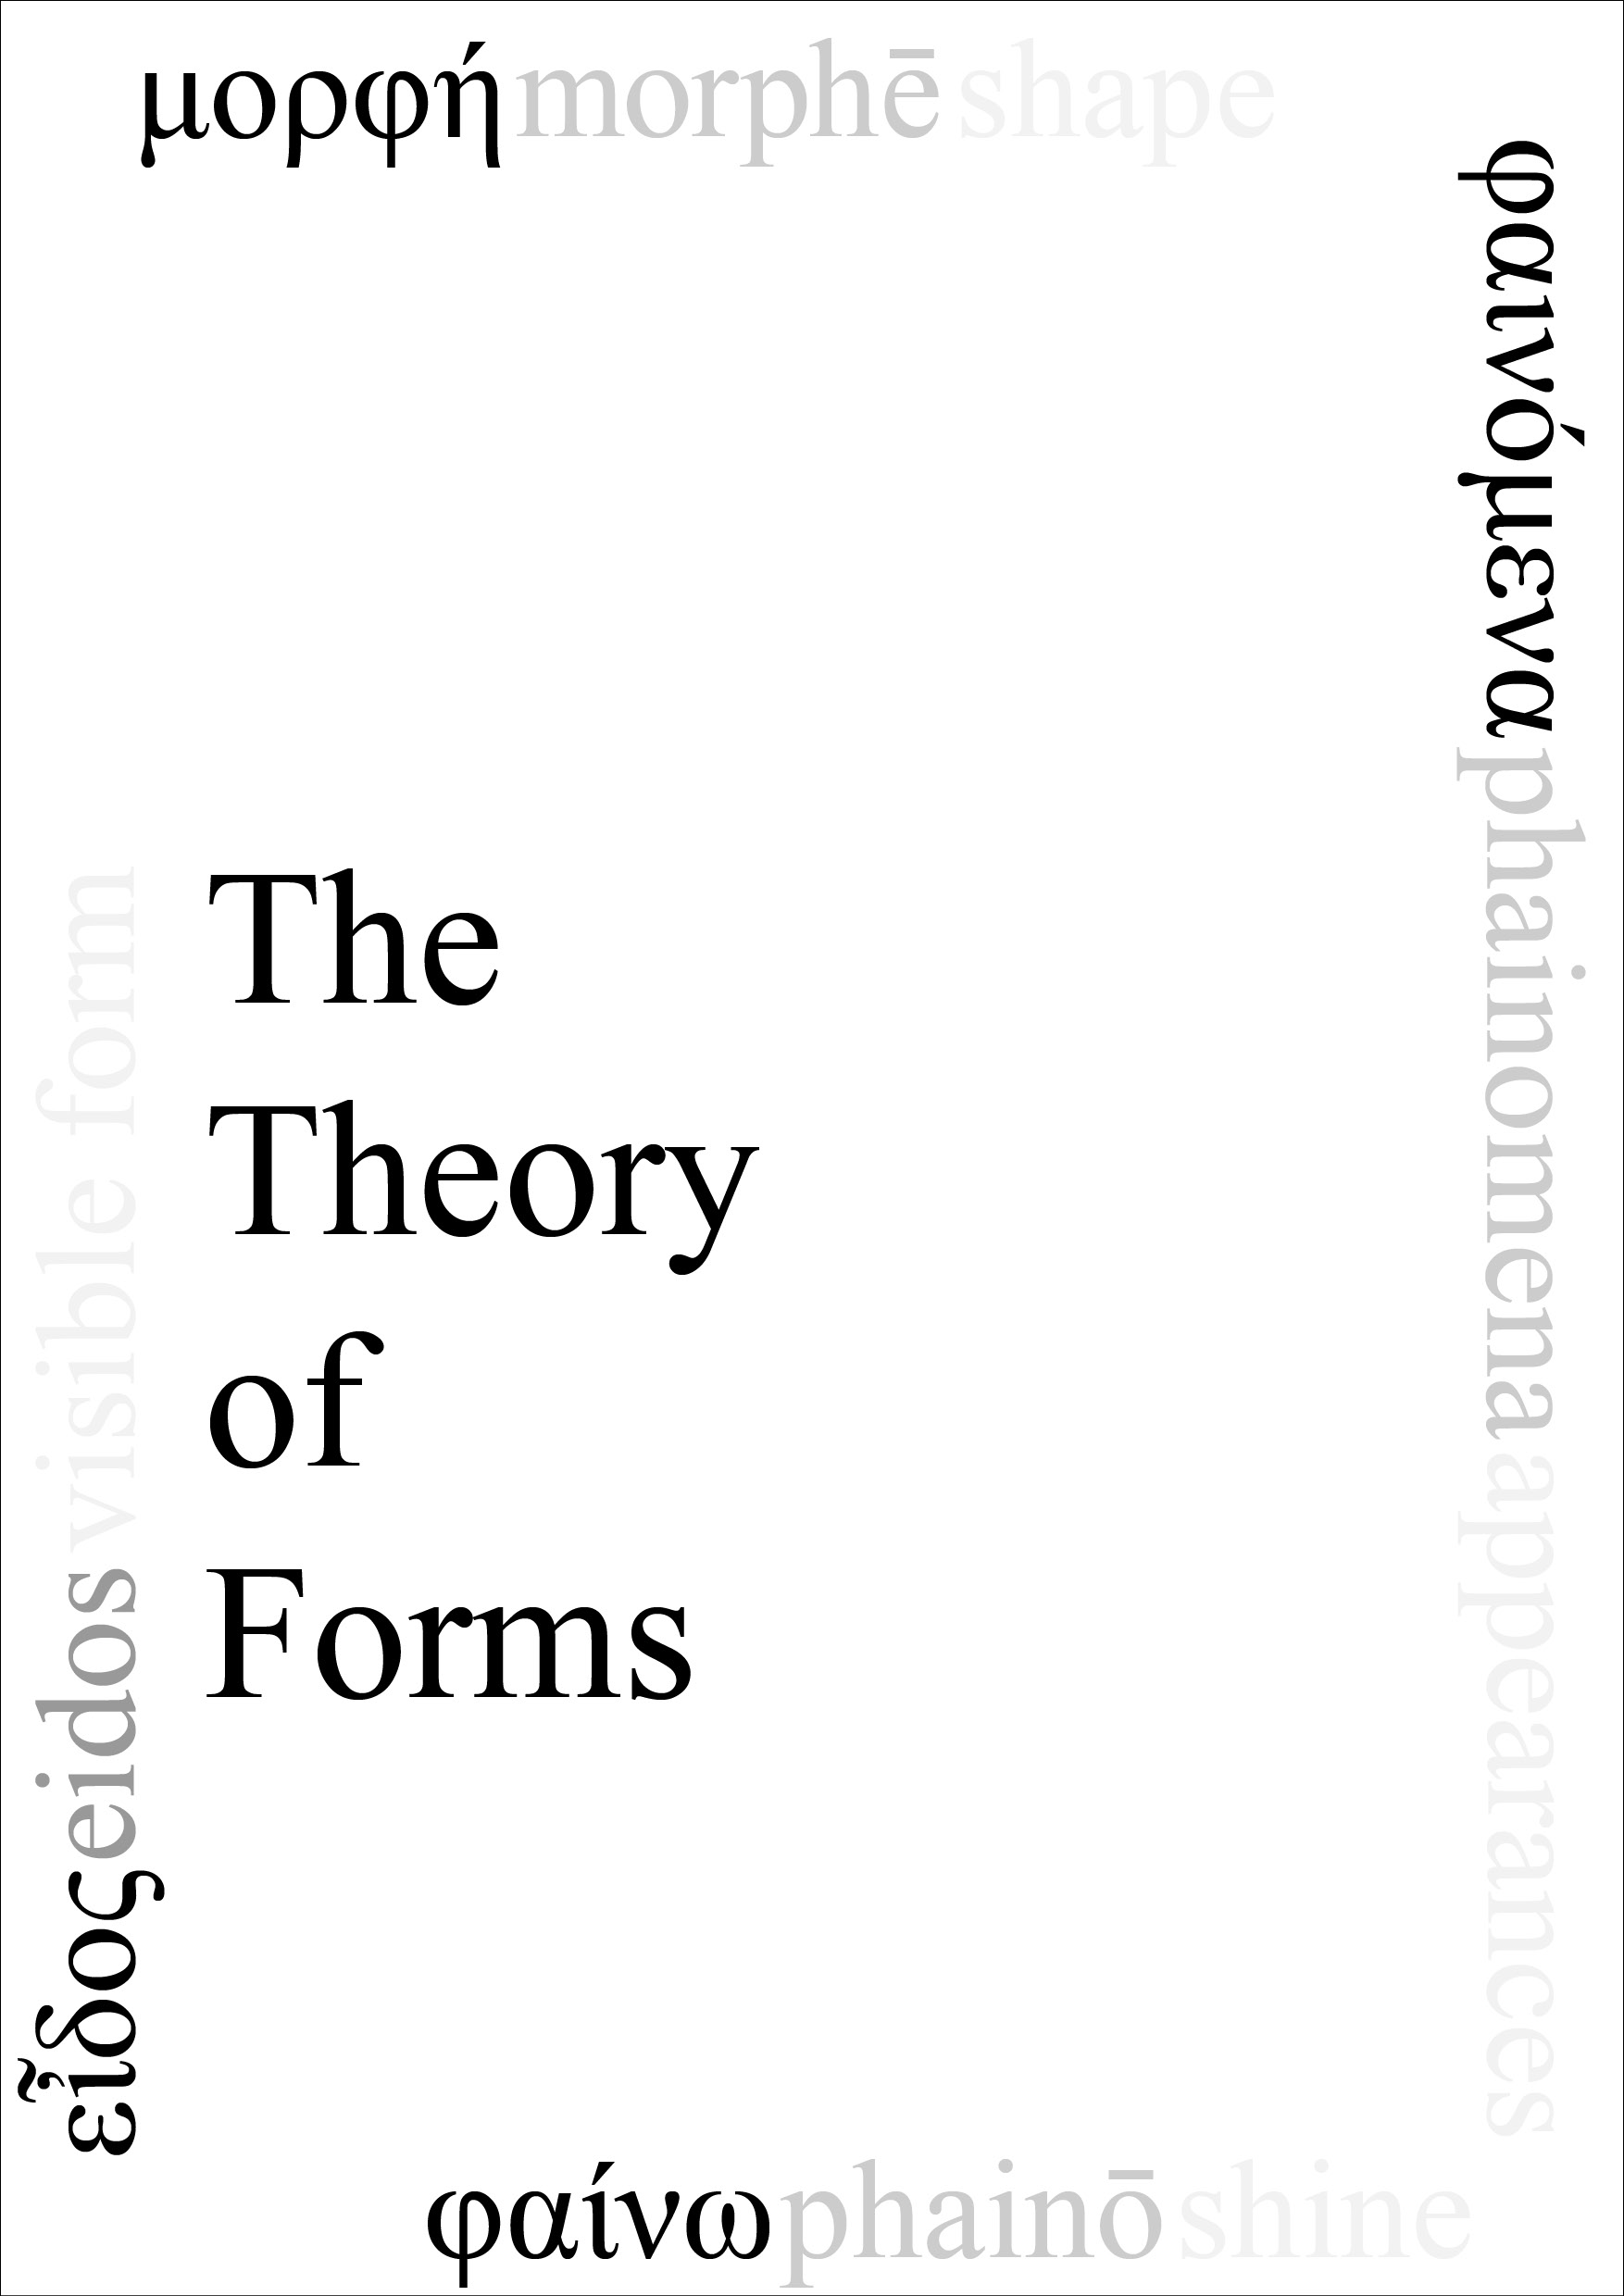 μορφή morphē shape
φαινόμενα phainomena appearances
The
Theory
of
Forms
εἶδος eidos visible form
φαίνω phainō shine